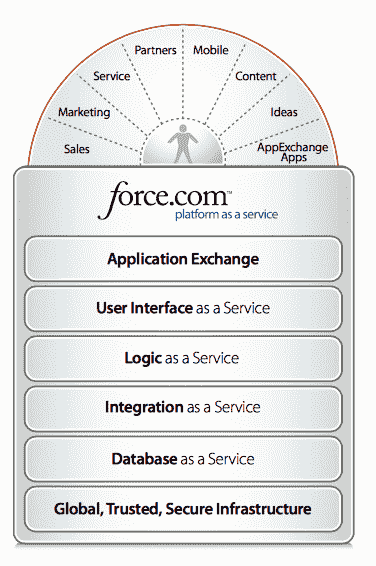 Partners
Mobile
Service
Content
Marketing
Ideas
Sales
AppExchange
Apps
force.com™
platform as a service
Application Exchange
User Interface as a Service
Logic as a Service
Integration as a Service
Database as a Service
Global, Trusted, Secure Infrastructure